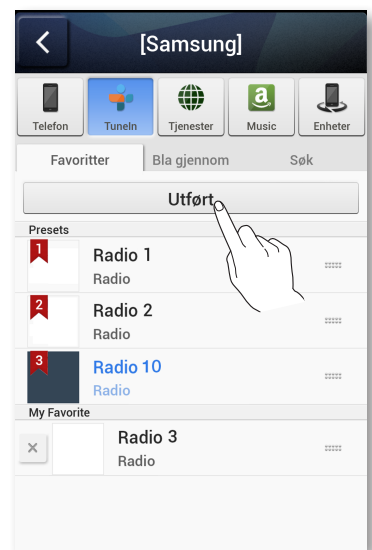 [Samsung]
Telefon TuneIn Tjenester Music Enheter
Favoritter Bla gjennom Søk
Utført
Presets
1
Radio 1
Radio
2
Radio 2
Radio
3
Radio 10
Radio
My Favorite
Radio 3
Radio